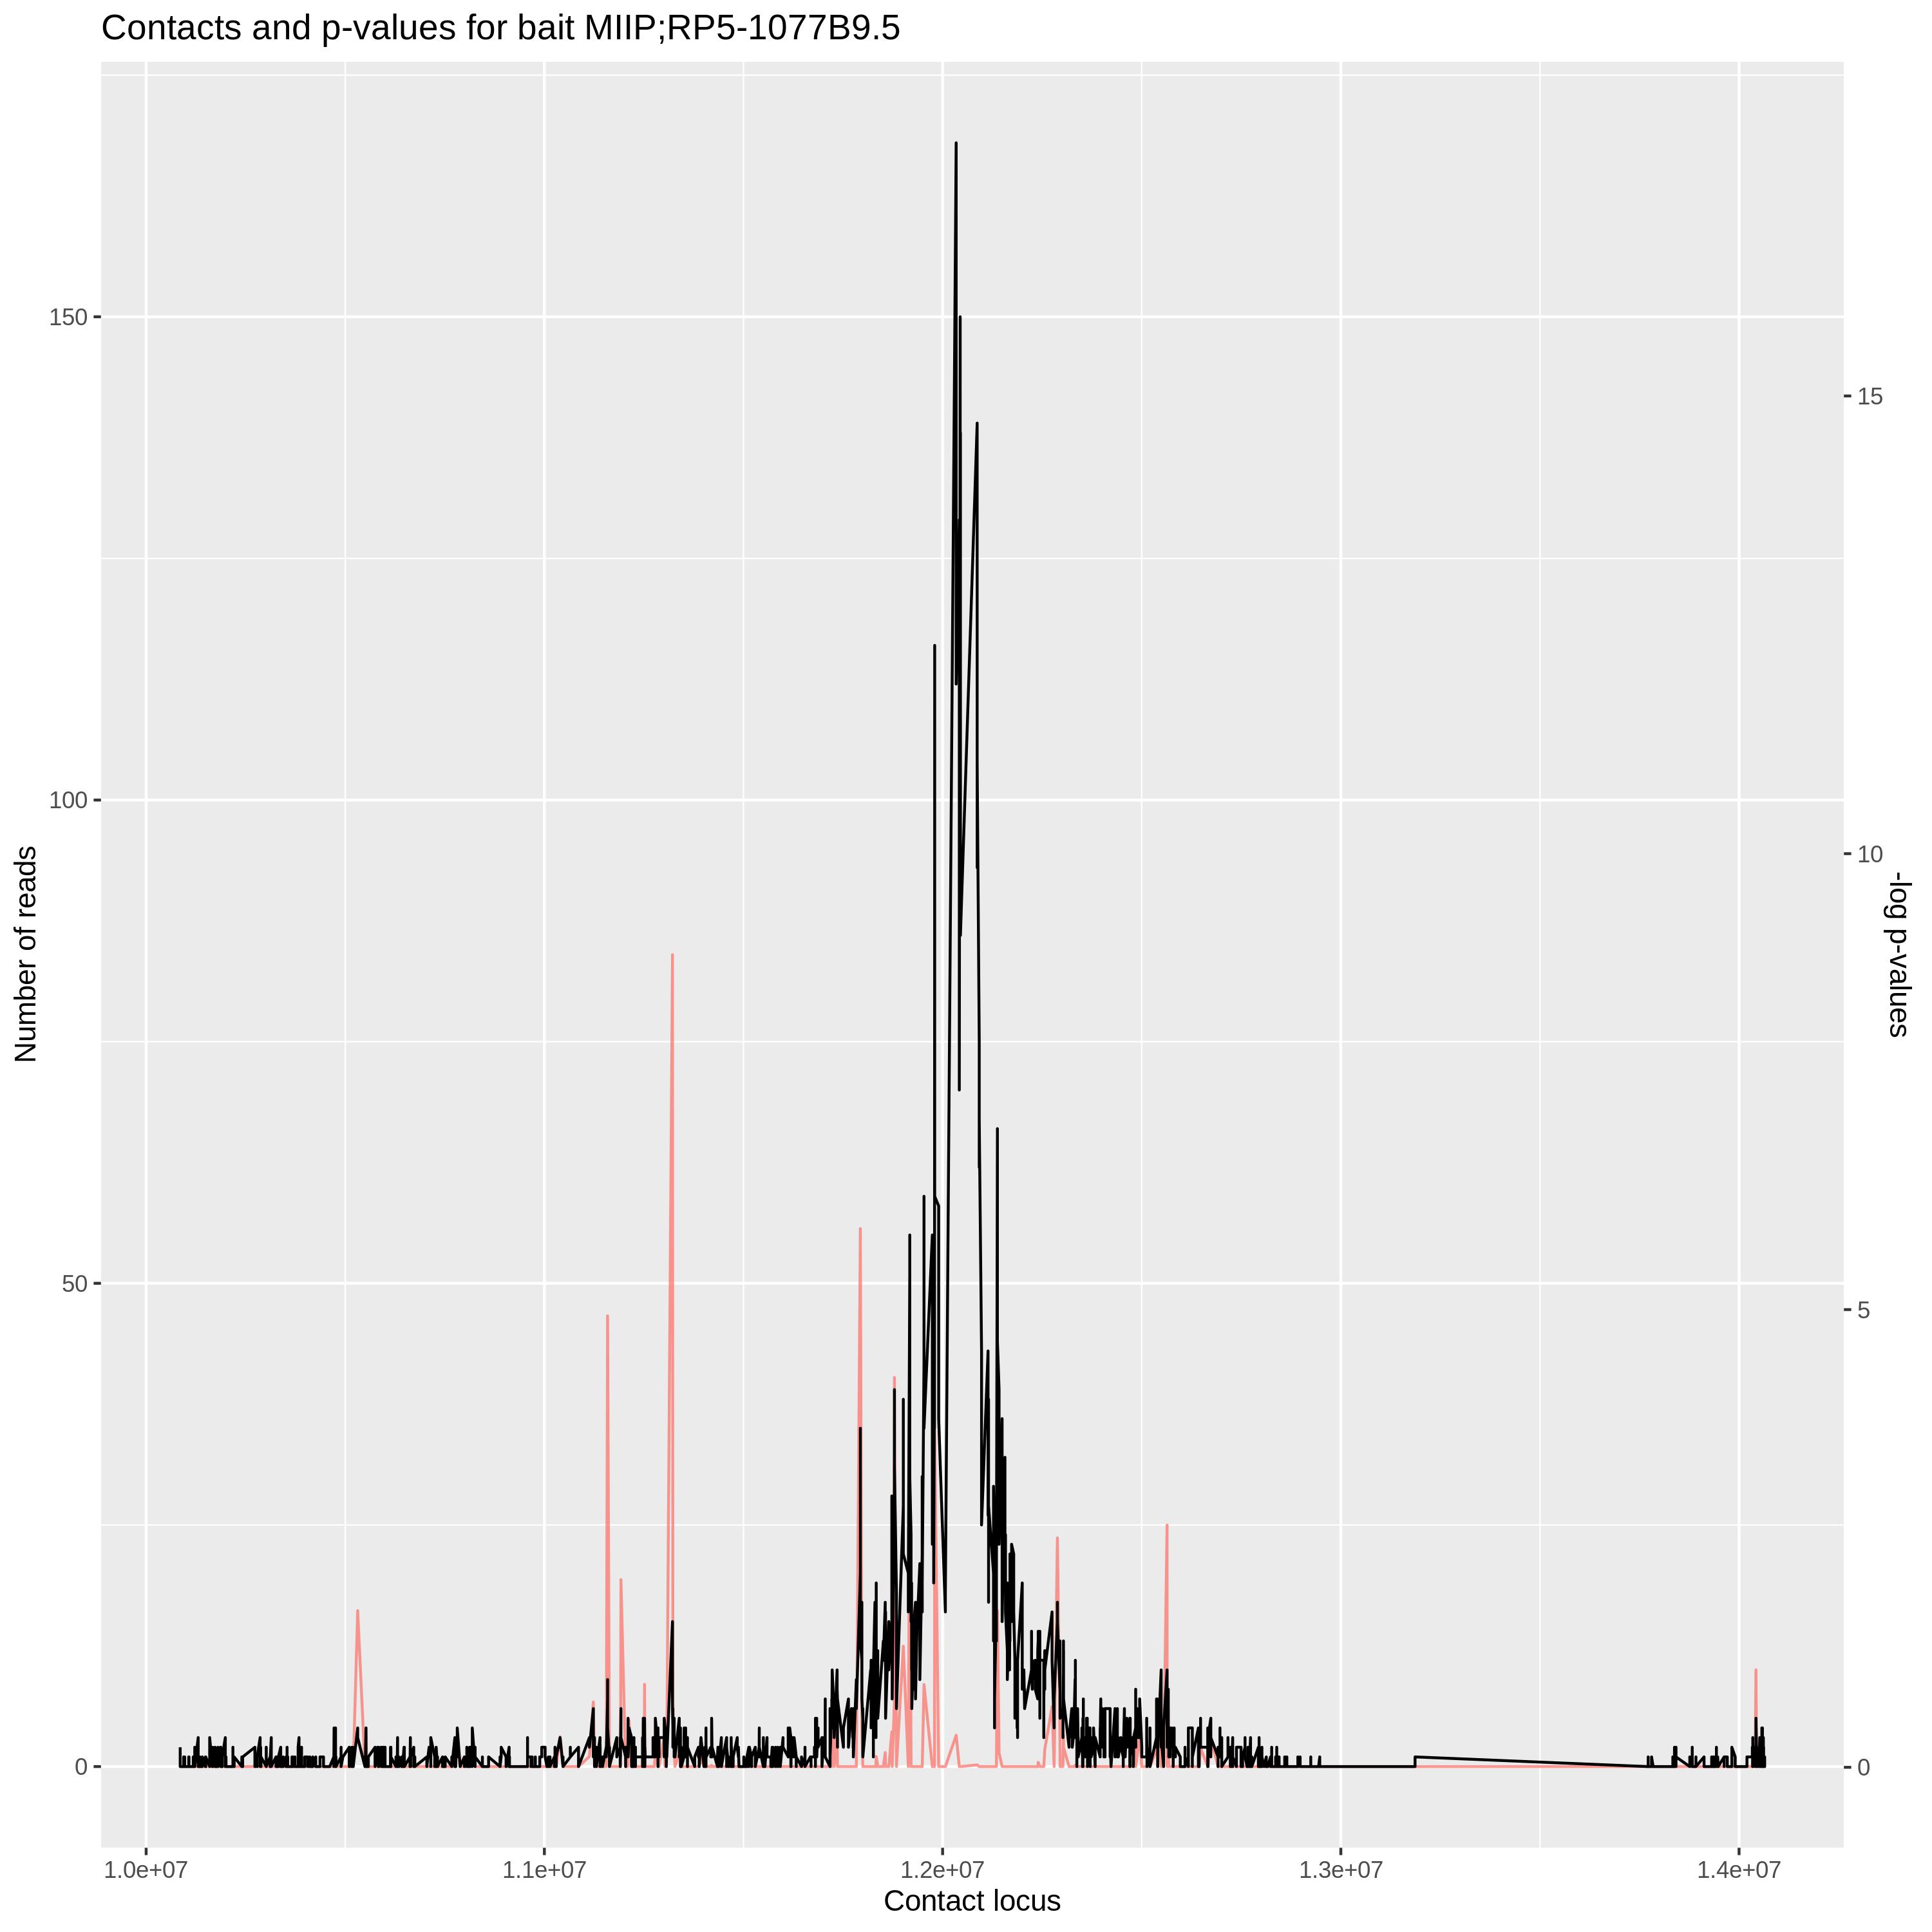 Contacts and p-values for bait MIIP;RP5-1077B9.5
150
100
50
0
Number of reads
15
10
5
0
-log p-values
1.0e+07 1.1e+07 1.2e+07 1.3e+07 1.4e+07
Contact locus